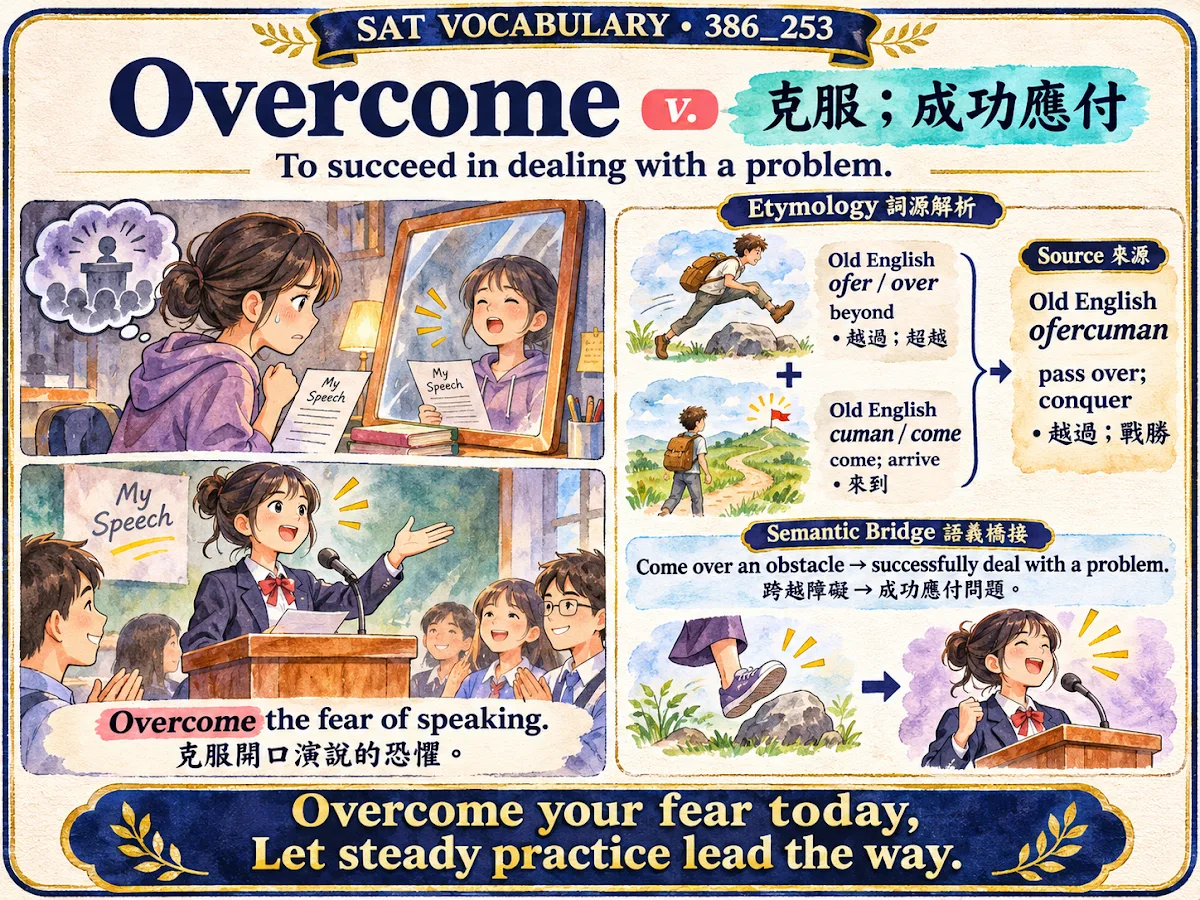 SAT VOCABULARY • 386_253
Overcome v. 克服；成功應付
To succeed in dealing with a problem.
My
Speech
My
Speech
My
Speech
Overcome the fear of speaking.
克服開口演說的恐懼。
Etymology 詞源解析
Old English
ofer / over
beyond
• 越過；超越
+
Old English
cuman / come
come; arrive
• 來到
Source 來源
Old English
ofercuman
pass over;
conquer
• 越過；戰勝
Semantic Bridge 語義橋接
Come over an obstacle → successfully deal with a problem.
跨越障礙 → 成功應付問題。
Overcome your fear today,
Let steady practice lead the way.